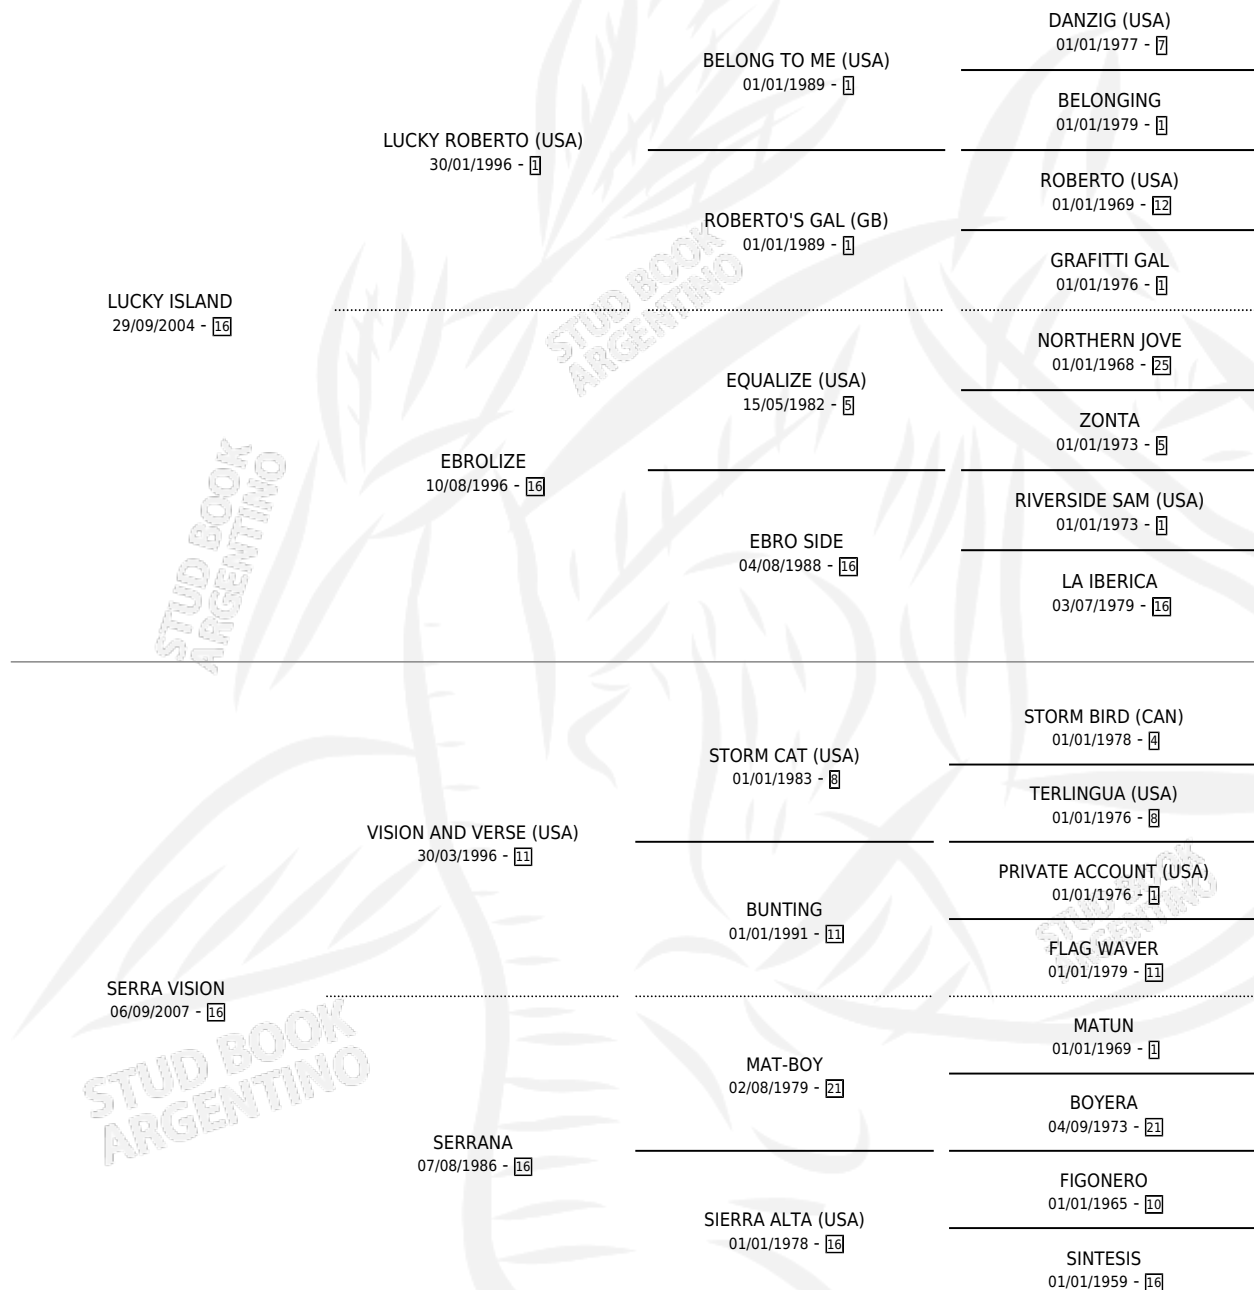 DANZIG (USA)
01/01/1977 - 7
BELONG TO ME (USA)
01/01/1989 - 1
BELONGING
01/01/1979 - 1
LUCKY ROBERTO (USA)
30/01/1996 - 1
ROBERTO (USA)
01/01/1969 - 12
ROBERTO'S GAL (GB)
01/01/1989 - 1
GRAFITTI GAL
01/01/1976 - 1
LUCKY ISLAND
29/09/2004 - 16
STUD BOOK
ARGENTINO
NORTHERN JOVE
01/01/1968 - 25
EQUALIZE (USA)
15/05/1982 - 5
ZONTA
01/01/1973 - 5
EBROLIZE
10/08/1996 - 16
STUD BOOK
ARGENTINO
RIVERSIDE SAM (USA)
01/01/1973 - 1
EBRO SIDE
04/08/1988 - 16
LA IBERICA
03/07/1979 - 16
STORM BIRD (CAN)
01/01/1978 - 4
STORM CAT (USA)
01/01/1983 - 8
TERLINGUA (USA)
01/01/1976 - 8
VISION AND VERSE (USA)
30/03/1996 - 11
PRIVATE ACCOUNT (USA)
01/01/1976 - 1
STUD BOOK
ARGENTINO
BUNTING
01/01/1991 - 11
FLAG WAVER
01/01/1979 - 11
SERRA VISION
06/09/2007 - 16
STUD BOOK
ARGENTINO
MATUN
01/01/1969 - 1
MAT-BOY
02/08/1979 - 21
BOYERA
04/09/1973 - 21
SERRANA
07/08/1986 - 16
FIGONERO
01/01/1965 - 10
SIERRA ALTA (USA)
01/01/1978 - 16
SINTESIS
01/01/1959 - 16